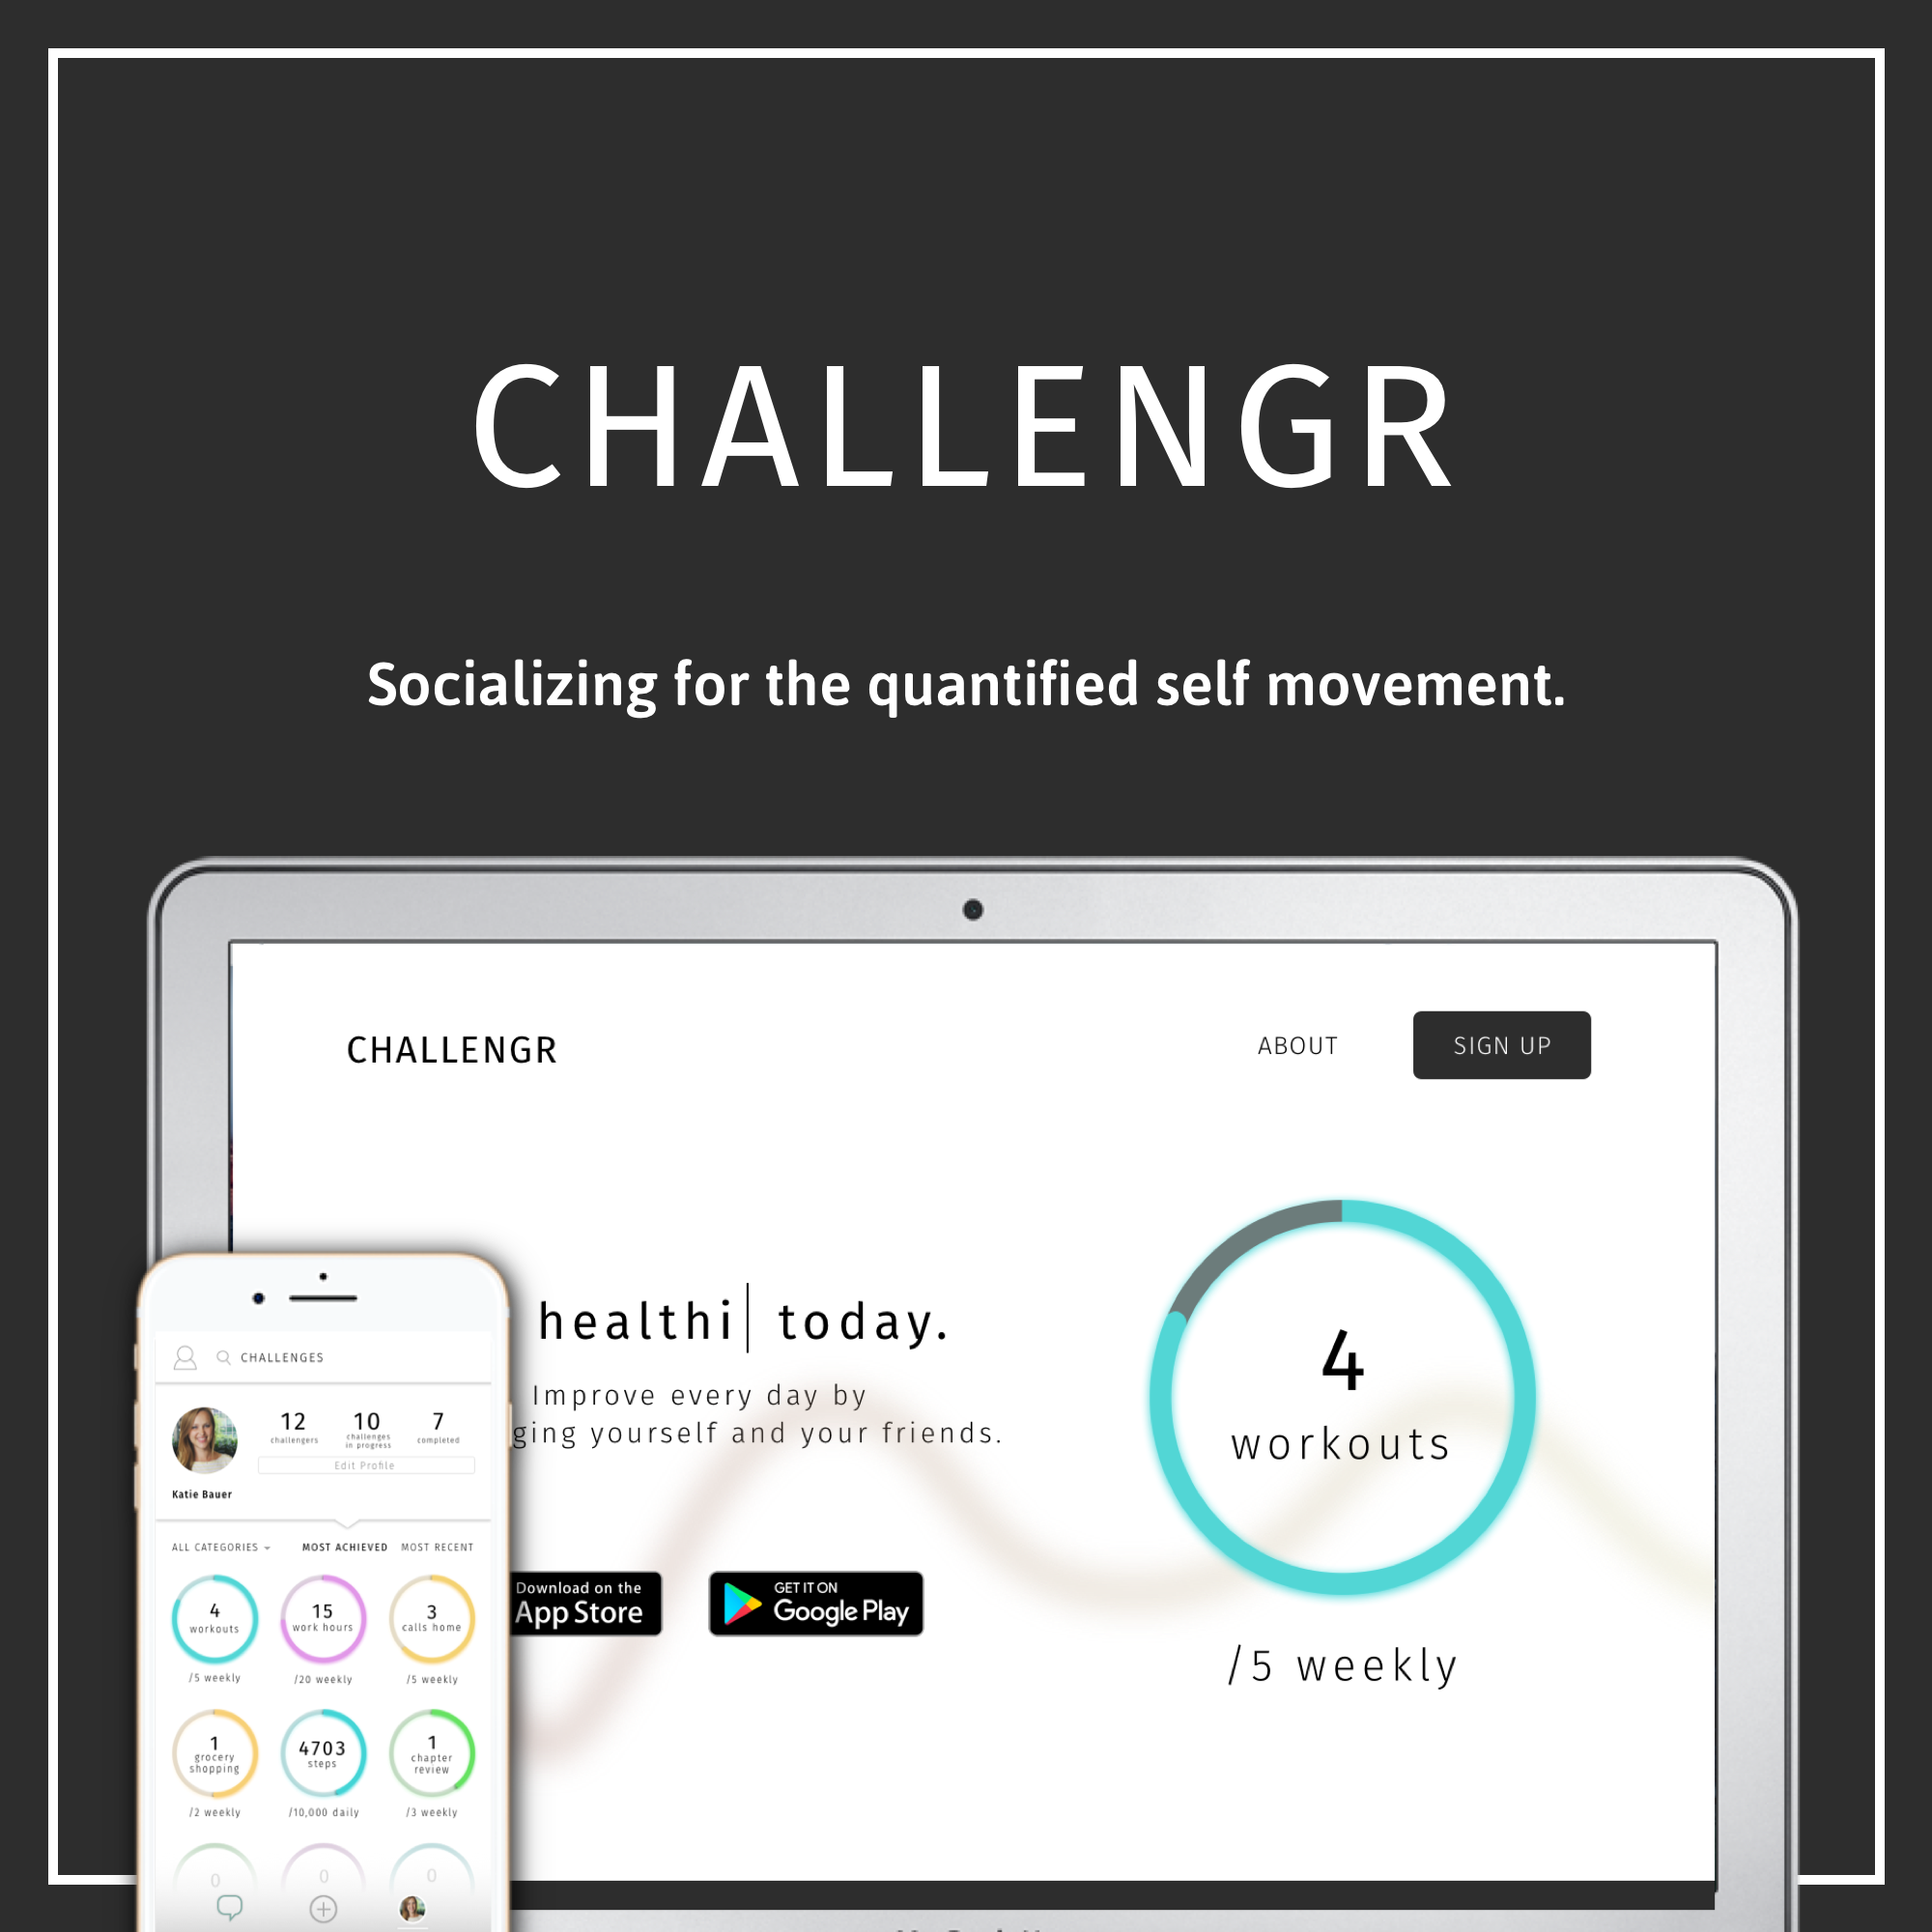 CHALLENGR
Socializing for the quantified self movement.
CHALLENGR
ABOUT
SIGN UP
healthi| today.
Improve every day by
ging yourself and your friends.
Download on the
App Store
GET IT ON
Google Play
4
workouts
/5 weekly
CHALLENGES
12
challengers
10
challenges
in progress
7
completed
Edit Profile
Katie Bauer
ALL CATEGORIES
MOST ACHIEVED
MOST RECENT
4
workouts
/5 weekly
15
work hours
/20 weekly
3
calls home
/5 weekly
1
grocery
shopping
/2 weekly
4703
steps
/10,000 daily
1
chapter
review
/3 weekly
0
0
0